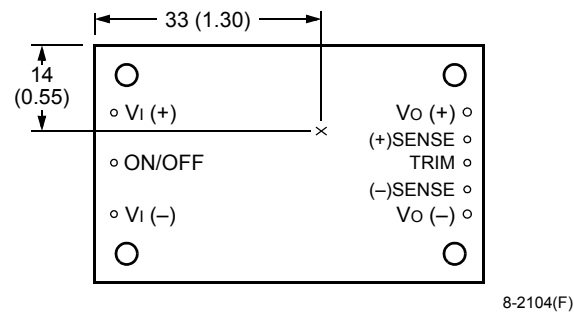 33 (1.30)
14
(0.55)
VI (+)
VO (+)
(+)SENSE
ON/OFF
TRIM
(–)SENSE
VI (–)
VO (–)
x
8-2104(F)